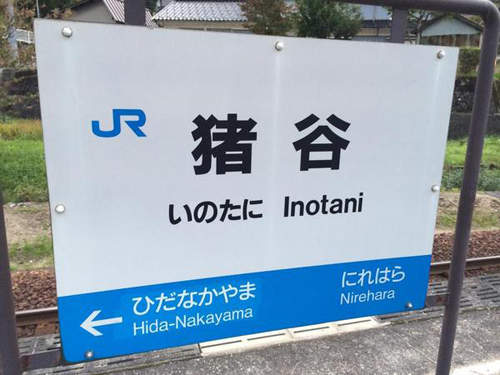 JR
猪谷
いのたに Inotani
← ひだなかやま にれはら
Hida-Nakayama Nirehara